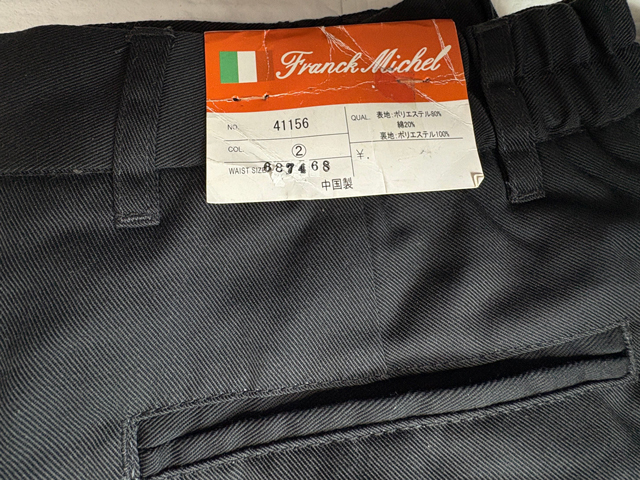 Franck Michel
NO. 41156
COL. ②
WAIST SIZE 687468
QUAL. 表地:ポリエステル80%
綿20%
裏地:ポリエステル100%
¥.
中国製